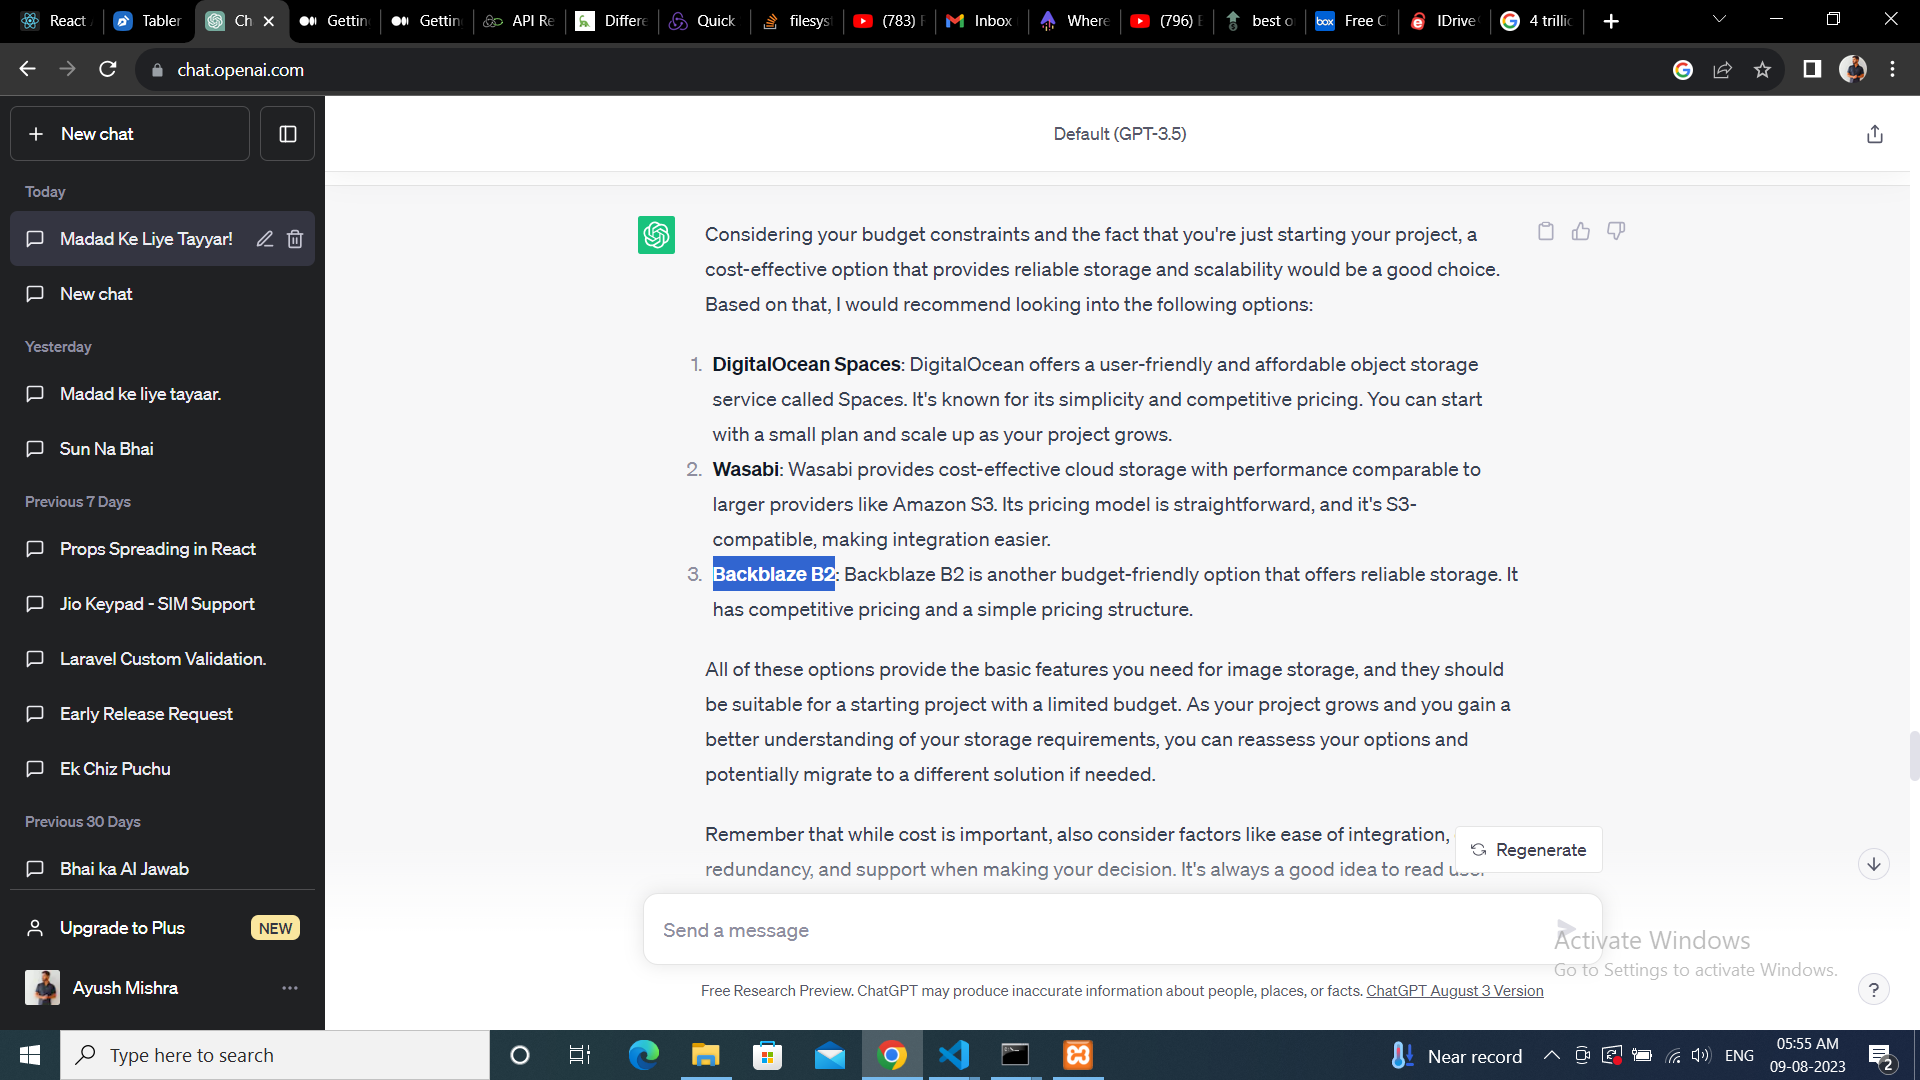 React
Tabler
Ch
Gettin
Gettin
API Re
Differe
Quick
filesys
(783)
Inbox
Where
(796)
best o
box
Free C
IDrive
4 trillic
chat.openai.com
New chat
Default (GPT-3.5)
Today
Madad Ke Liye Tayyar!
New chat
Yesterday
Madad ke liye tayaar.
Sun Na Bhai
Previous 7 Days
Props Spreading in React
Jio Keypad - SIM Support
Laravel Custom Validation.
Early Release Request
Ek Chiz Puchu
Previous 30 Days
Bhai ka AI Jawab
Upgrade to Plus NEW
Ayush Mishra
Considering your budget constraints and the fact that you're just starting your project, a
cost-effective option that provides reliable storage and scalability would be a good choice.
Based on that, I would recommend looking into the following options:
1. DigitalOcean Spaces: DigitalOcean offers a user-friendly and affordable object storage
service called Spaces. It's known for its simplicity and competitive pricing. You can start
with a small plan and scale up as your project grows.
2. Wasabi: Wasabi provides cost-effective cloud storage with performance comparable to
larger providers like Amazon S3. Its pricing model is straightforward, and it's S3-
compatible, making integration easier.
3. Backblaze B2: Backblaze B2 is another budget-friendly option that offers reliable storage. It
has competitive pricing and a simple pricing structure.
All of these options provide the basic features you need for image storage, and they should
be suitable for a starting project with a limited budget. As your project grows and you gain a
better understanding of your storage requirements, you can reassess your options and
potentially migrate to a different solution if needed.
Remember that while cost is important, also consider factors like ease of integration,
redundancy, and support when making your decision. It's always a good idea to read user
Regenerate
Send a message
Activate Windows
Go to Settings to activate Windows.
Free Research Preview. ChatGPT may produce inaccurate information about people, places, or facts. ChatGPT August 3 Version
?
Type here to search
Near record
ENG
05:55 AM
09-08-2023
2